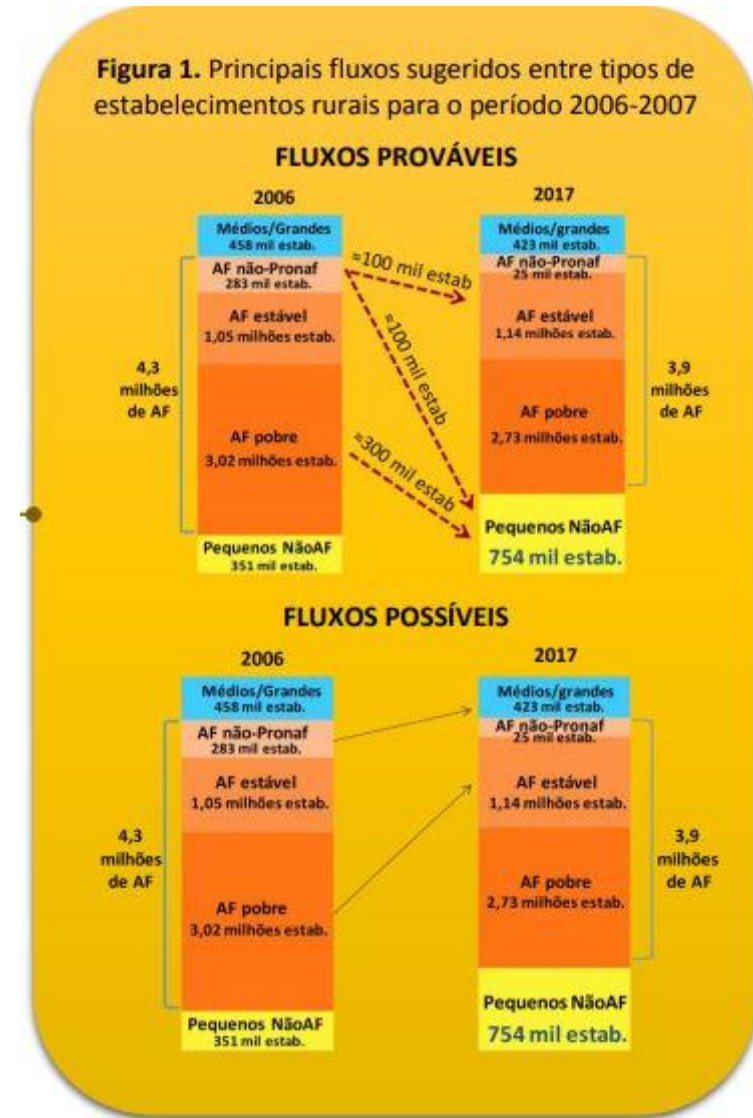 Figura 1. Principais fluxos sugeridos entre tipos de
estabelecimentos rurais para o período 2006-2007
FLUXOS PROVÁVEIS
2006
2017
Médios/Grandes
458 mil estab.
AF não-Pronaf
283 mil estab.
AF estável
1,05 milhões estab.
AF pobre
3,02 milhões estab.
Pequenos NãoAF
351 mil estab.
4,3
milhões
de AF
≈100 mil estab
≈100 mil estab
≈300 mil estab
Médios/grandes
423 mil estab.
AF não-Pronaf
25 mil estab.
AF estável
1,14 milhões estab.
AF pobre
2,73 milhões estab.
Pequenos NãoAF
754 mil estab.
3,9
milhões
de AF
FLUXOS POSSÍVEIS
2006
2017
Médios/Grandes
458 mil estab.
AF não-Pronaf
283 mil estab.
AF estável
1,05 milhões estab.
AF pobre
3,02 milhões estab.
Pequenos NãoAF
351 mil estab.
4,3
milhões
de AF
Médios/grandes
423 mil estab.
AF não-Pronaf
25 mil estab.
AF estável
1,14 milhões estab.
AF pobre
2,73 milhões estab.
Pequenos NãoAF
754 mil estab.
3,9
milhões
de AF